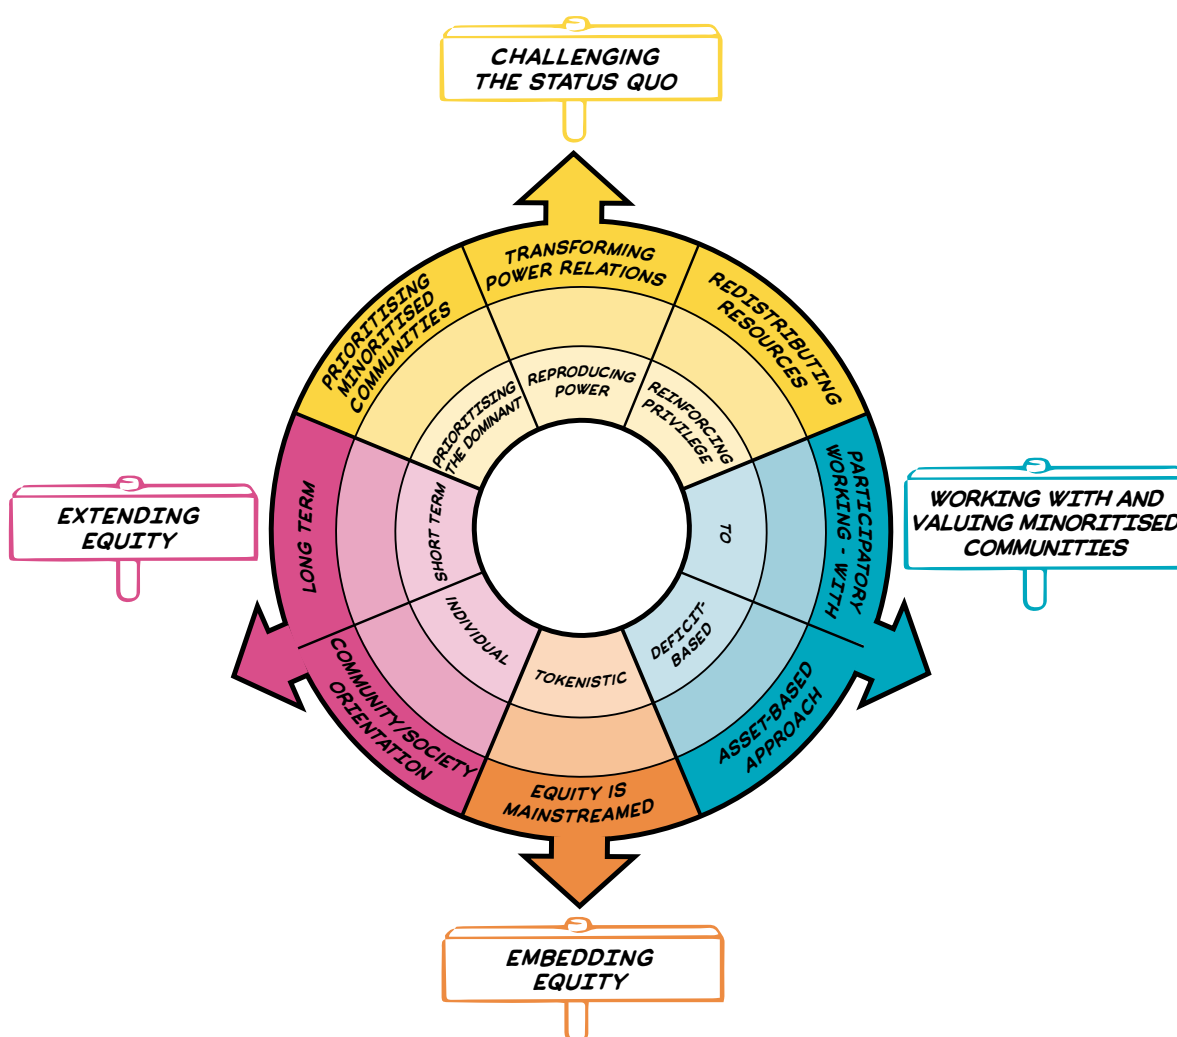 CHALLENGING
THE STATUS QUO
TRANSFORMING
POWER RELATIONS
PRIORITISING
MINORITISED
COMMUNITIES
REDISTRIBUTING
RESOURCES
REPRODUCING
POWER
PRIORITISING
THE DOMINANT
REINFORCING
PRIVILEGE
EXTENDING
EQUITY
LONG TERM
SHORT TERM
TO
PARTICIPATORY
WORKING - WITH
WORKING WITH AND
VALUING MINORITISED
COMMUNITIES
INDIVIDUAL
COMMUNITY/SOCIETY
ORIENTATION
TOKENISTIC
DEFICIT-
BASED
ASSET-BASED
APPROACH
EQUITY IS
MAINSTREAMED
EMBEDDING
EQUITY